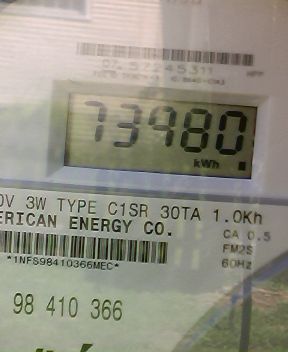 73980
kWh
0V 3W TYPE C1SR 30TA 1.0Kh
ERICAN ENERGY CO.
CA 0.5
FM2S
60Hz
*1NFS98410366MEC*
98 410 366